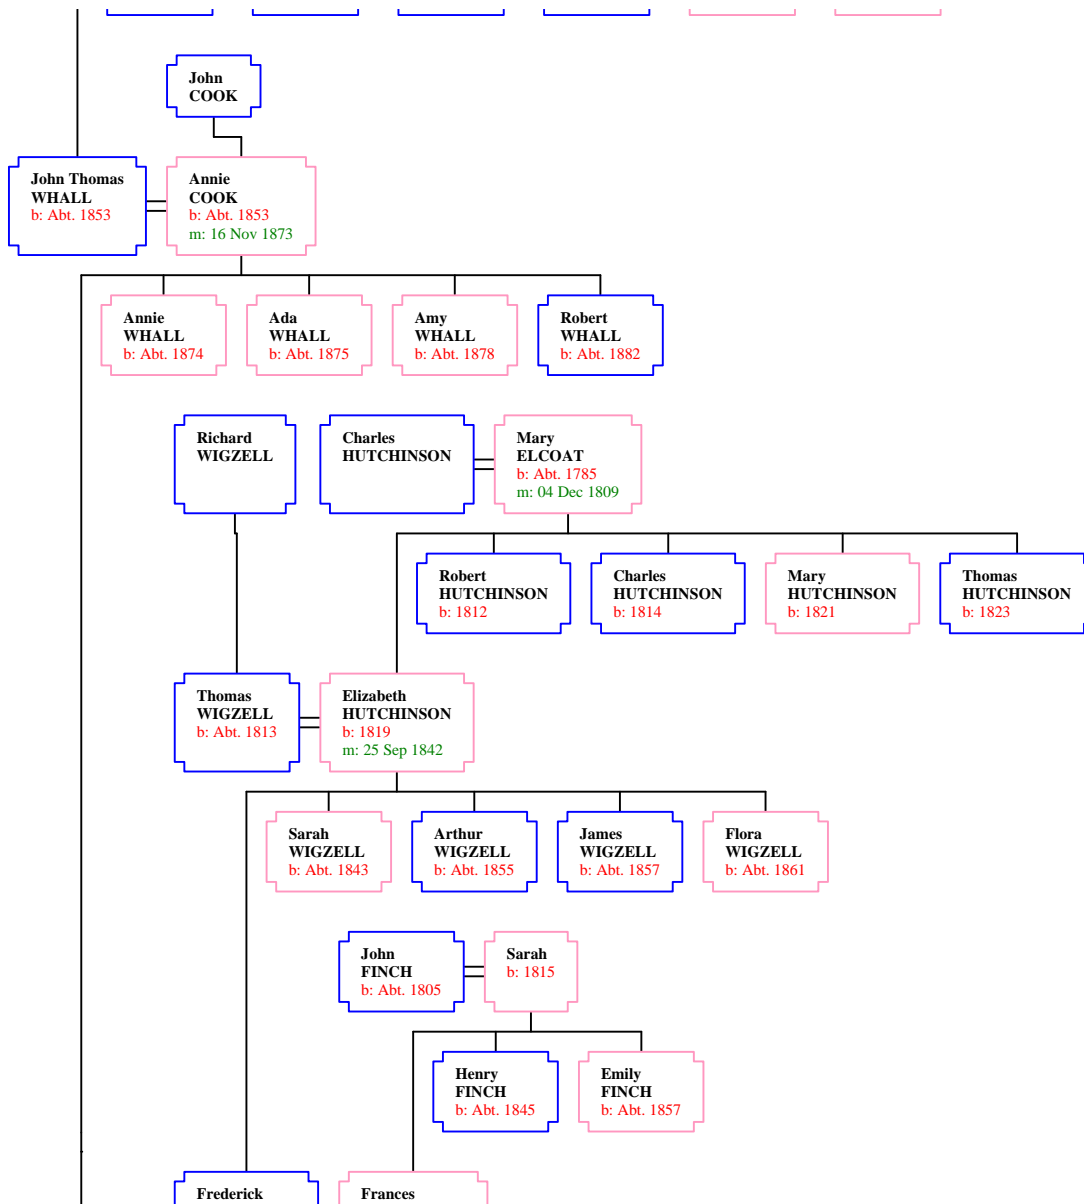 John
COOK
John Thomas
WHALL
b: Abt. 1853
Annie
COOK
b: Abt. 1853
m: 16 Nov 1873
Annie
WHALL
b: Abt. 1874
Ada
WHALL
b: Abt. 1875
Amy
WHALL
b: Abt. 1878
Robert
WHALL
b: Abt. 1882
Richard
WIGZELL
Charles
HUTCHINSON
Mary
ELCOAT
b: Abt. 1785
m: 04 Dec 1809
Robert
HUTCHINSON
b: 1812
Charles
HUTCHINSON
b: 1814
Mary
HUTCHINSON
b: 1821
Thomas
HUTCHINSON
b: 1823
Thomas
WIGZELL
b: Abt. 1813
Elizabeth
HUTCHINSON
b: 1819
m: 25 Sep 1842
Sarah
WIGZELL
b: Abt. 1843
Arthur
WIGZELL
b: Abt. 1855
James
WIGZELL
b: Abt. 1857
Flora
WIGZELL
b: Abt. 1861
John
FINCH
b: Abt. 1805
Sarah
b: 1815
Henry
FINCH
b: Abt. 1845
Emily
FINCH
b: Abt. 1857
Frederick
Frances